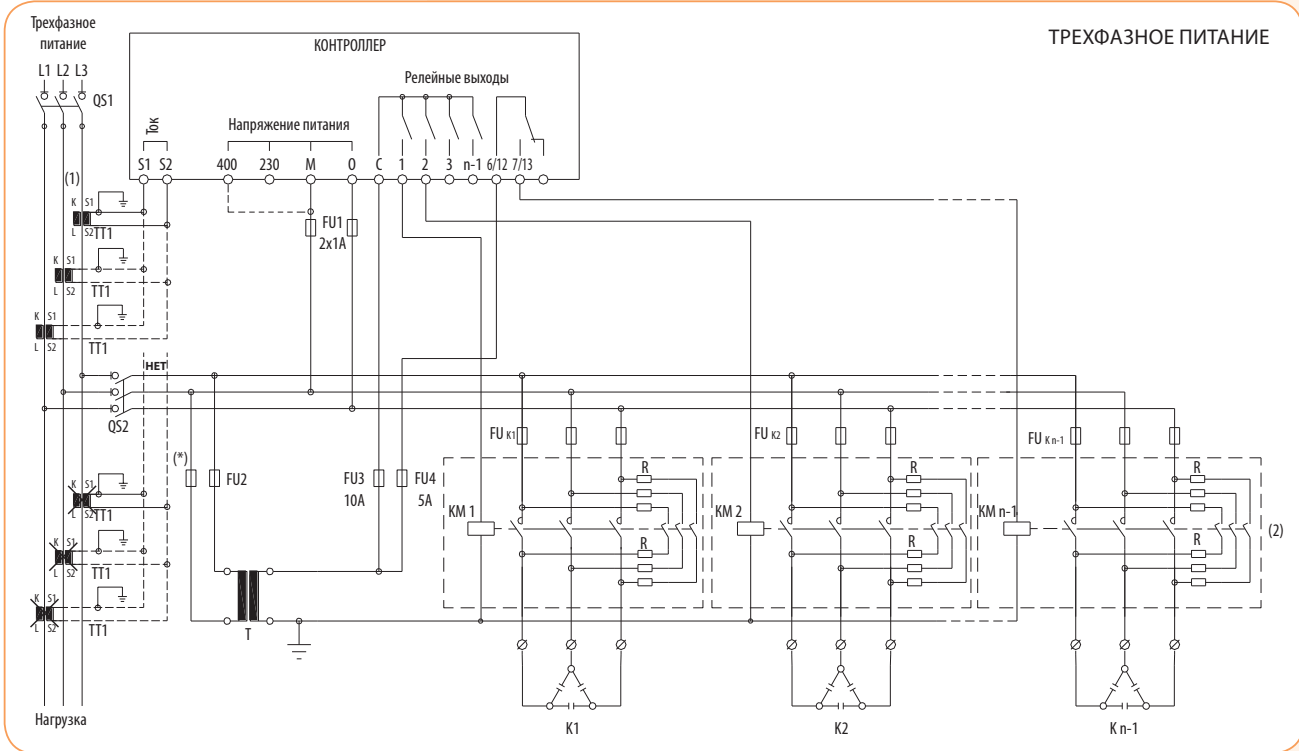 Трехфазное
питание
L1 L2 L3
QS1
КОНТРОЛЛЕР
ТРЕХФАЗНОЕ ПИТАНИЕ
Релейные выходы
Ток
Напряжение питания
S1 S2 400 230 M 0 C 1 2 3 n-1 6/12 7/13
(1)
K S1
L S2 TT1
K S1
L S2 TT1
K S1
L S2 TT1
FU1
2x1A
НЕТ
QS2
(*)
FU2
FU3
10A
FU4
5A
K S1
L S2 TT1
K S1
L S2 TT1
K S1
L S2 TT1
T
FU K1
FU K2
FU K n-1
KM 1
R
R
KM 2
R
R
KM n-1
R
R
(2)
Нагрузка
K1
K2
K n-1